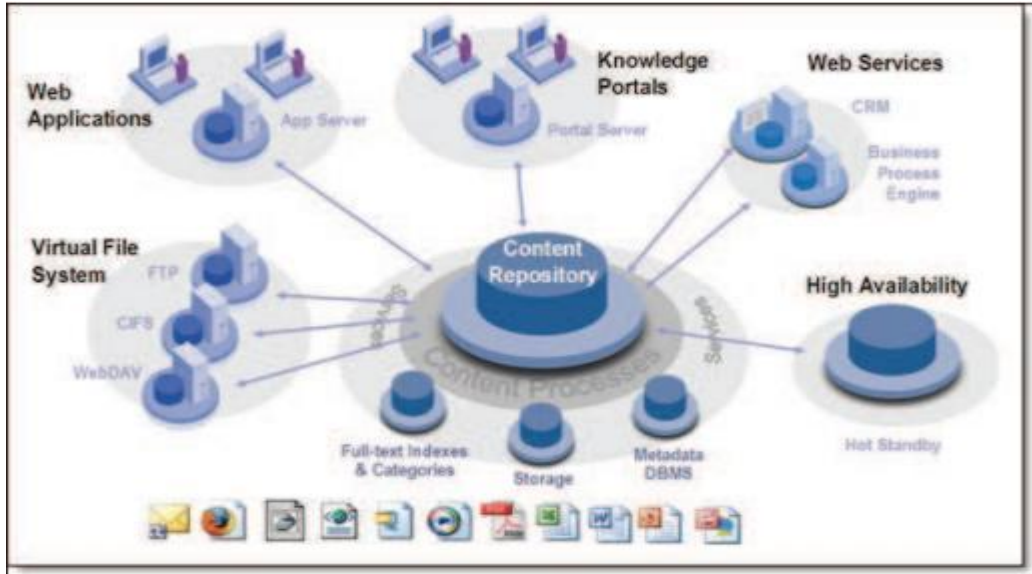 Web
Applications
App Server
Knowledge
Portals
Portal Server
Web Services
CRM
Business
Process
Engine
Virtual File
System
FTP
CIFS
WebDAV
Content
Repository
Services
Services
Content Processes
High Availability
Hot Standby
Full-text Indexes
& Categories
Storage
Metadata
DBMS